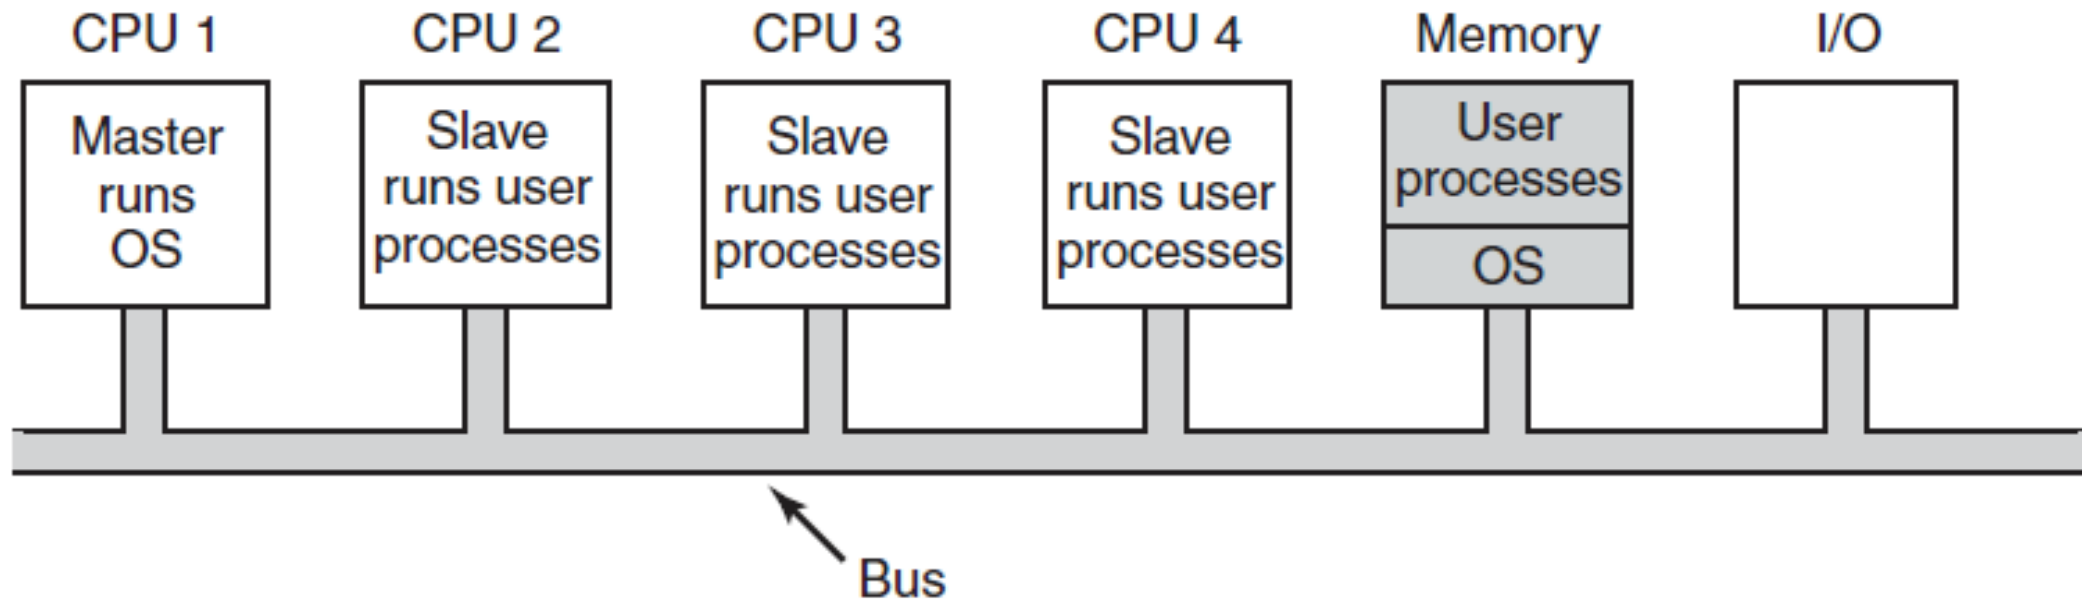 CPU 1
CPU 2
CPU 3
CPU 4
Memory
I/O
Master
runs
OS
Slave
runs user
processes
Slave
runs user
processes
Slave
runs user
processes
User
processes
OS
Bus